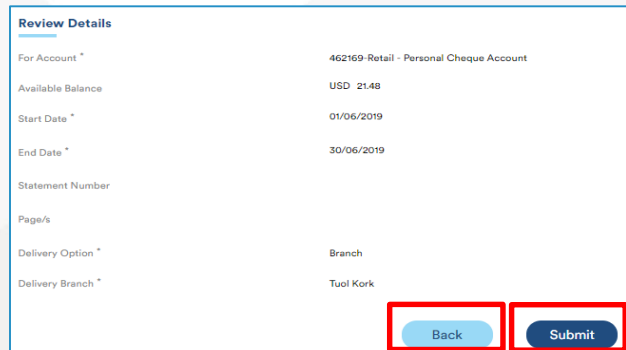 Review Details
For Account * 462169-Retail - Personal Cheque Account
Available Balance USD 21.48
Start Date * 01/06/2019
End Date * 30/06/2019
Statement Number
Page/s
Delivery Option * Branch
Delivery Branch * Tuol Kork
Back Submit